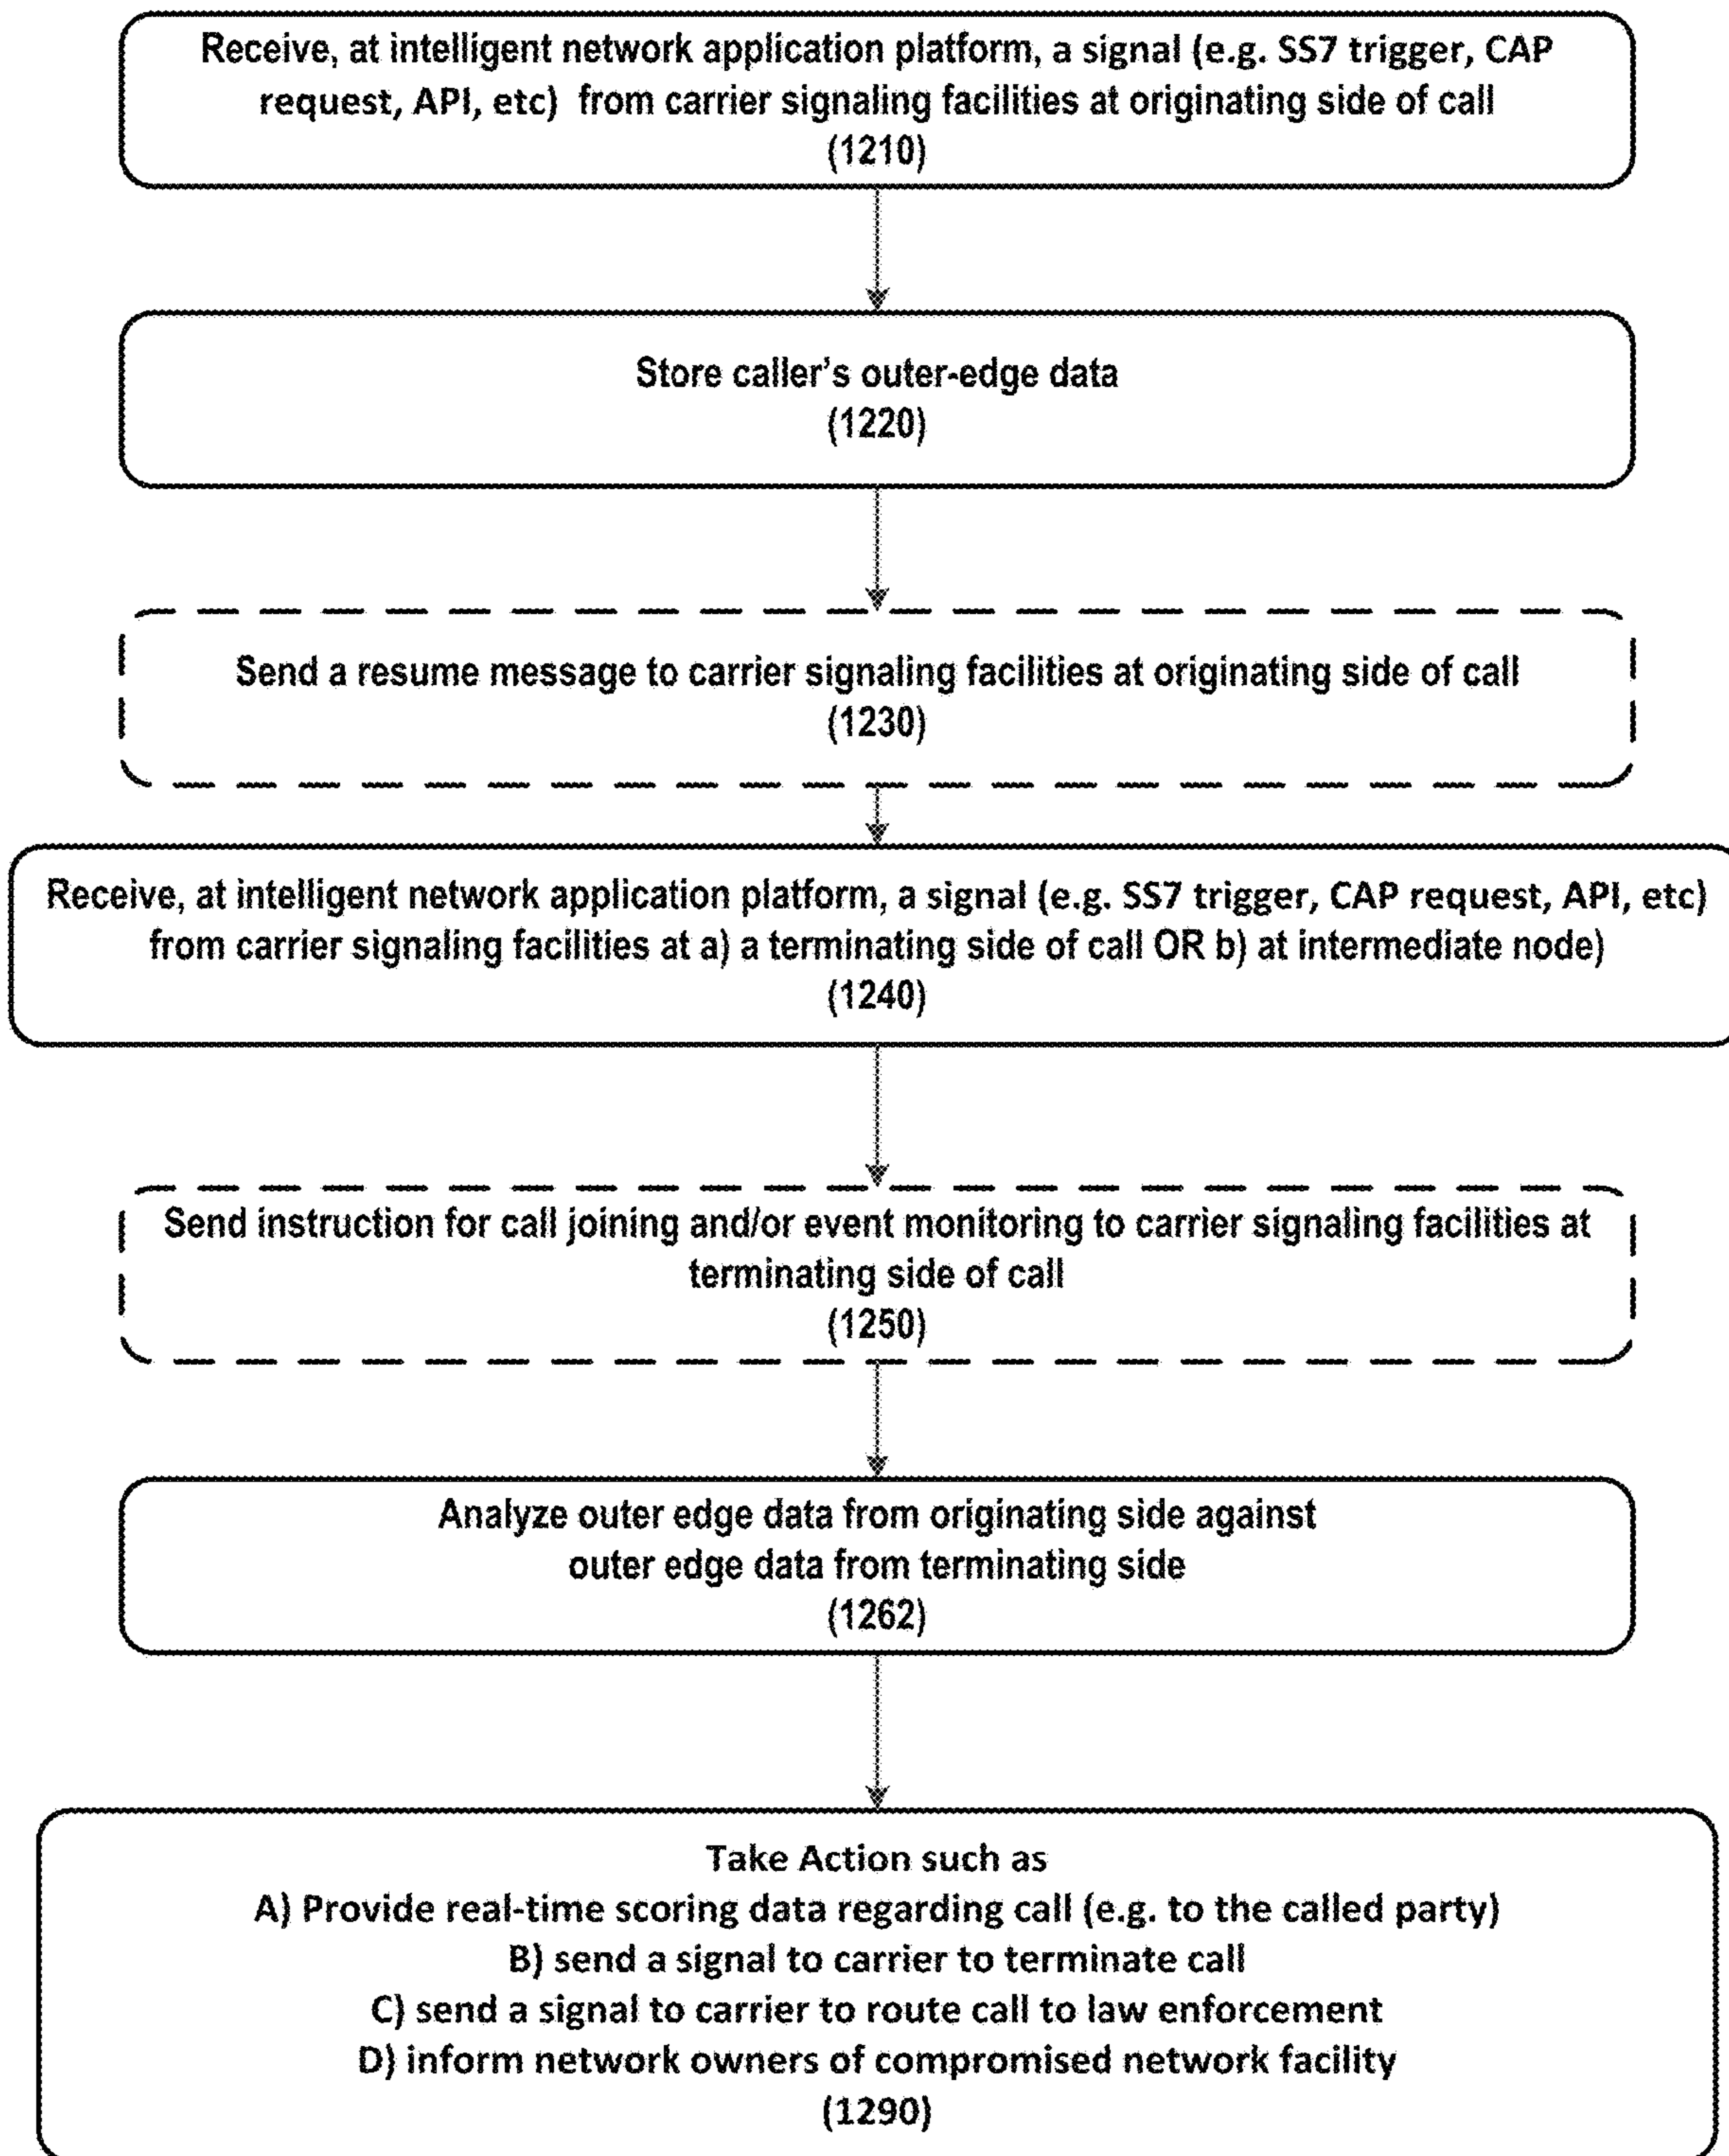 Receive, at intelligent network application platform, a signal (e.g. SS7 trigger, CAP
request, API, etc) from carrier signaling facilities at originating side of call
(1210)
Store caller's outer-edge data
(1220)
Send a resume message to carrier signaling facilities at originating side of call
(1230)
Receive, at intelligent network application platform, a signal (e.g. SS7 trigger, CAP request, API, etc)
from carrier signaling facilities at a) a terminating side of call OR b) at intermediate node)
(1240)
Send instruction for call joining and/or event monitoring to carrier signaling facilities at
terminating side of call
(1250)
Analyze outer edge data from originating side against
outer edge data from terminating side
(1262)
Take Action such as
A) Provide real-time scoring data regarding call (e.g. to the called party)
B) send a signal to carrier to terminate call
C) send a signal to carrier to route call to law enforcement
D) inform network owners of compromised network facility
(1290)